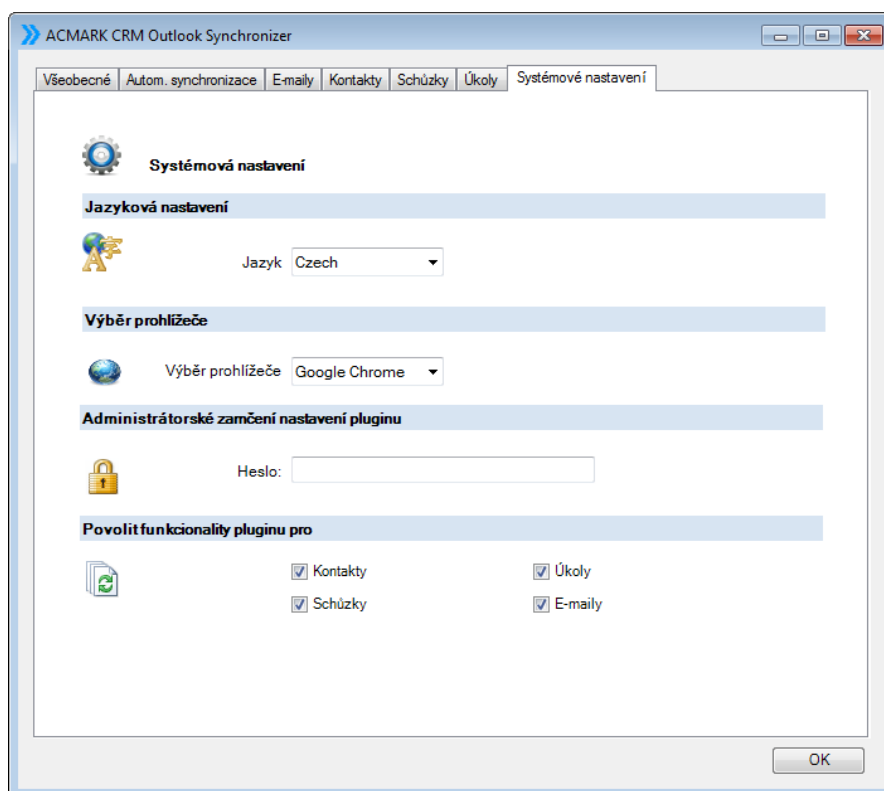 ACMARK CRM Outlook Synchronizer
Všeobecné Autom. synchronizace E-maily Kontakty Schůzky Úkoly Systémové nastavení
Systémová nastavení
Jazyková nastavení
Jazyk Czech
Výběr prohlížeče
Výběr prohlížeče Google Chrome
Administrátorské zamčení nastavení pluginu
Heslo:
Povolit funkcionality pluginu pro
Kontakty Úkoly
Schůzky E-maily
OK